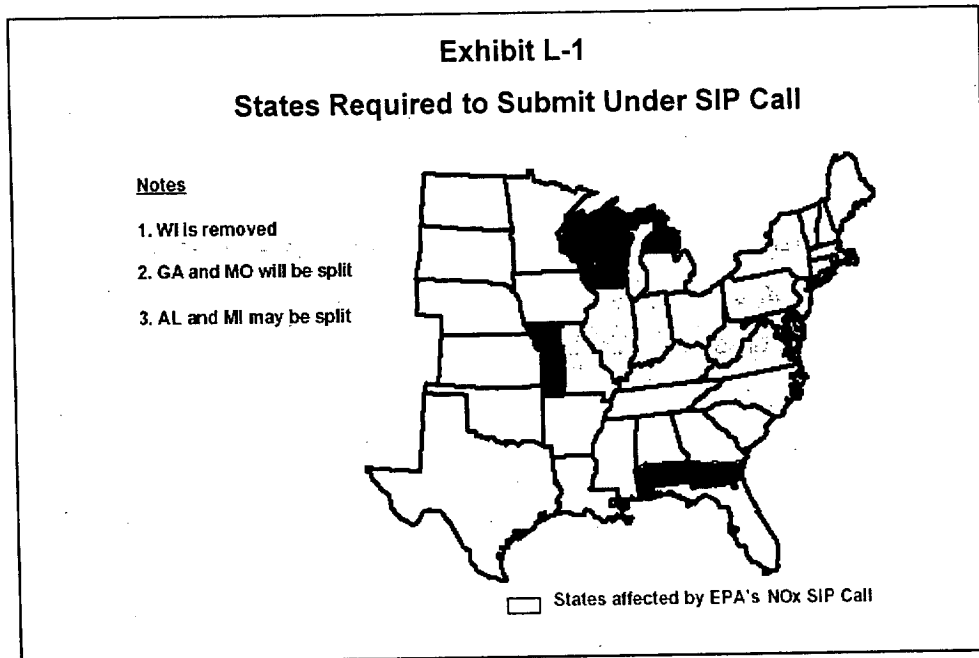 Exhibit L-1
States Required to Submit Under SIP Call
Notes
1. WI is removed
2. GA and MO will be split
3. AL and MI may be split
States affected by EPA's NOx SIP Call